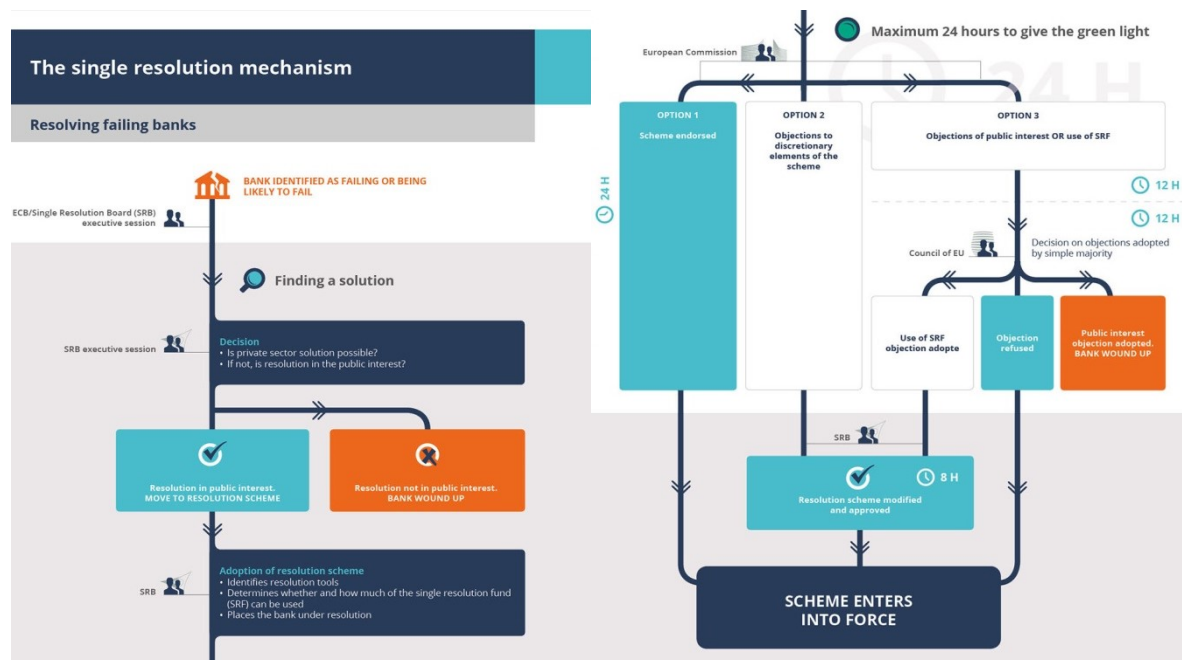 The single resolution mechanism
Resolving failing banks
BANK IDENTIFIED AS FAILING OR BEING
LIKELY TO FAIL
ECB/Single Resolution Board (SRB)
executive session
Finding a solution
SRB executive session
Decision
• Is private sector solution possible?
• If not, is resolution in the public interest?
Resolution in public interest.
MOVE TO RESOLUTION SCHEME
Resolution not in public interest.
BANK WOUND UP
SRB
Adoption of resolution scheme
• Identifies resolution tools
• Determines whether and how much of the single resolution fund
(SRF) can be used
• Places the bank under resolution
Maximum 24 hours to give the green light
European Commission
24 H
OPTION 1
Scheme endorsed
OPTION 2
Objections to
discretionary
elements of the
scheme
OPTION 3
Objections of public interest OR use of SRF
24 H
12 H
12 H
Council of EU
Decision on objections adopted
by simple majority
Use of SRF
objection adopte
Objection
refused
Public interest
objection adopted.
BANK WOUND UP
SRB
8 H
Resolution scheme modified
and approved
SCHEME ENTERS
INTO FORCE